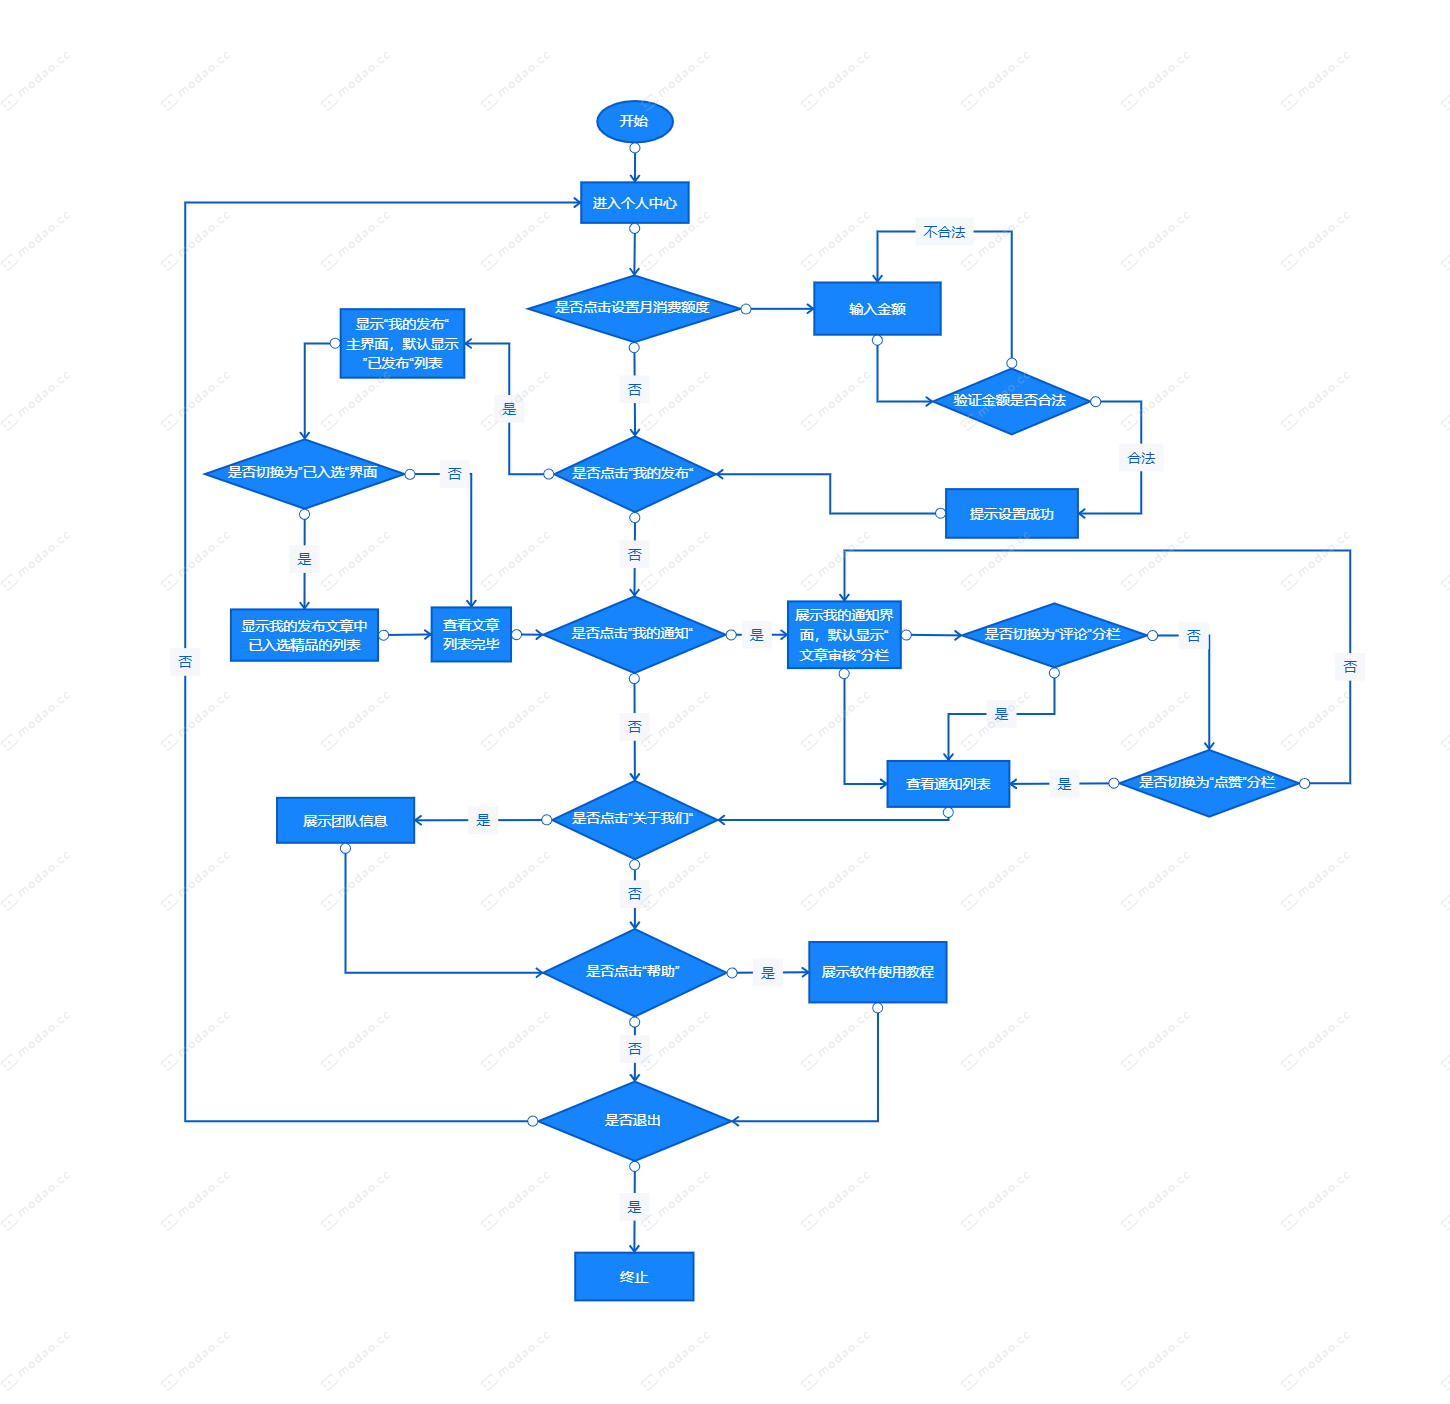 开始
进入个人中心
不合法
是否点击设置月消费额度
输入金额
显示“我的发布“
主界面，默认显示
”已发布“列表
否
是
验证金额是否合法
合法
是否切换为”已入选“界面
否
是否点击”我的发布“
提示设置成功
是
否
显示我的发布文章中
已入选精品的列表
查看文章
列表完毕
是否点击”我的通知“
是
展示我的通知界
面，默认显示“
文章审核”分栏
是否切换为“评论”分栏
否
否
否
是
否
查看通知列表
是
是否切换为“点赞”分栏
展示团队信息
是
是否点击”关于我们“
否
是否点击“帮助”
是
展示软件使用教程
否
是否退出
是
终止
modao.cc